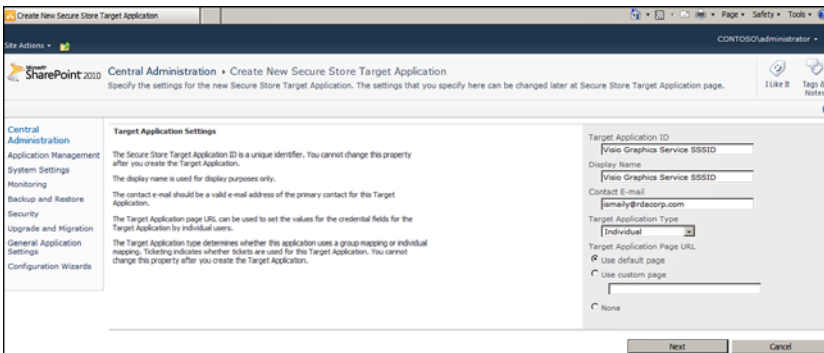 Create New Secure Store Target Application
Page Safety Tools
CONTOSO\administrator
Site Actions
Microsoft
SharePoint 2010
Central Administration Create New Secure Store Target Application
Specify the settings for the new Secure Store Target Application. The settings that you specify here can be changed later at Secure Store Target Application page.
I Like It
Tags &
Notes
Central
Administration
Application Management
System Settings
Monitoring
Backup and Restore
Security
Upgrade and Migration
General Application
Settings
Configuration Wizards
Target Application Settings
The Secure Store Target Application ID is a unique identifier. You cannot change this property
after you create the Target Application.
The display name is used for display purposes only.
The contact e-mail should be a valid e-mail address of the primary contact for this Target
Application.
The Target Application page URL can be used to set the values for the credential fields for the
Target Application by individual users.
The Target Application type determines whether this application uses a group mapping or individual
mapping. Ticketing indicates whether tickets are used for this Target Application. You cannot
change this property after you create the Target Application.
Target Application ID
Visio Graphics Service SSSID
Display Name
Visio Graphics Service SSSID
Contact E-mail
ismaily@rdacorp.com
Target Application Type
Individual
Target Application Page URL
Use default page
Use custom page
None
Next
Cancel